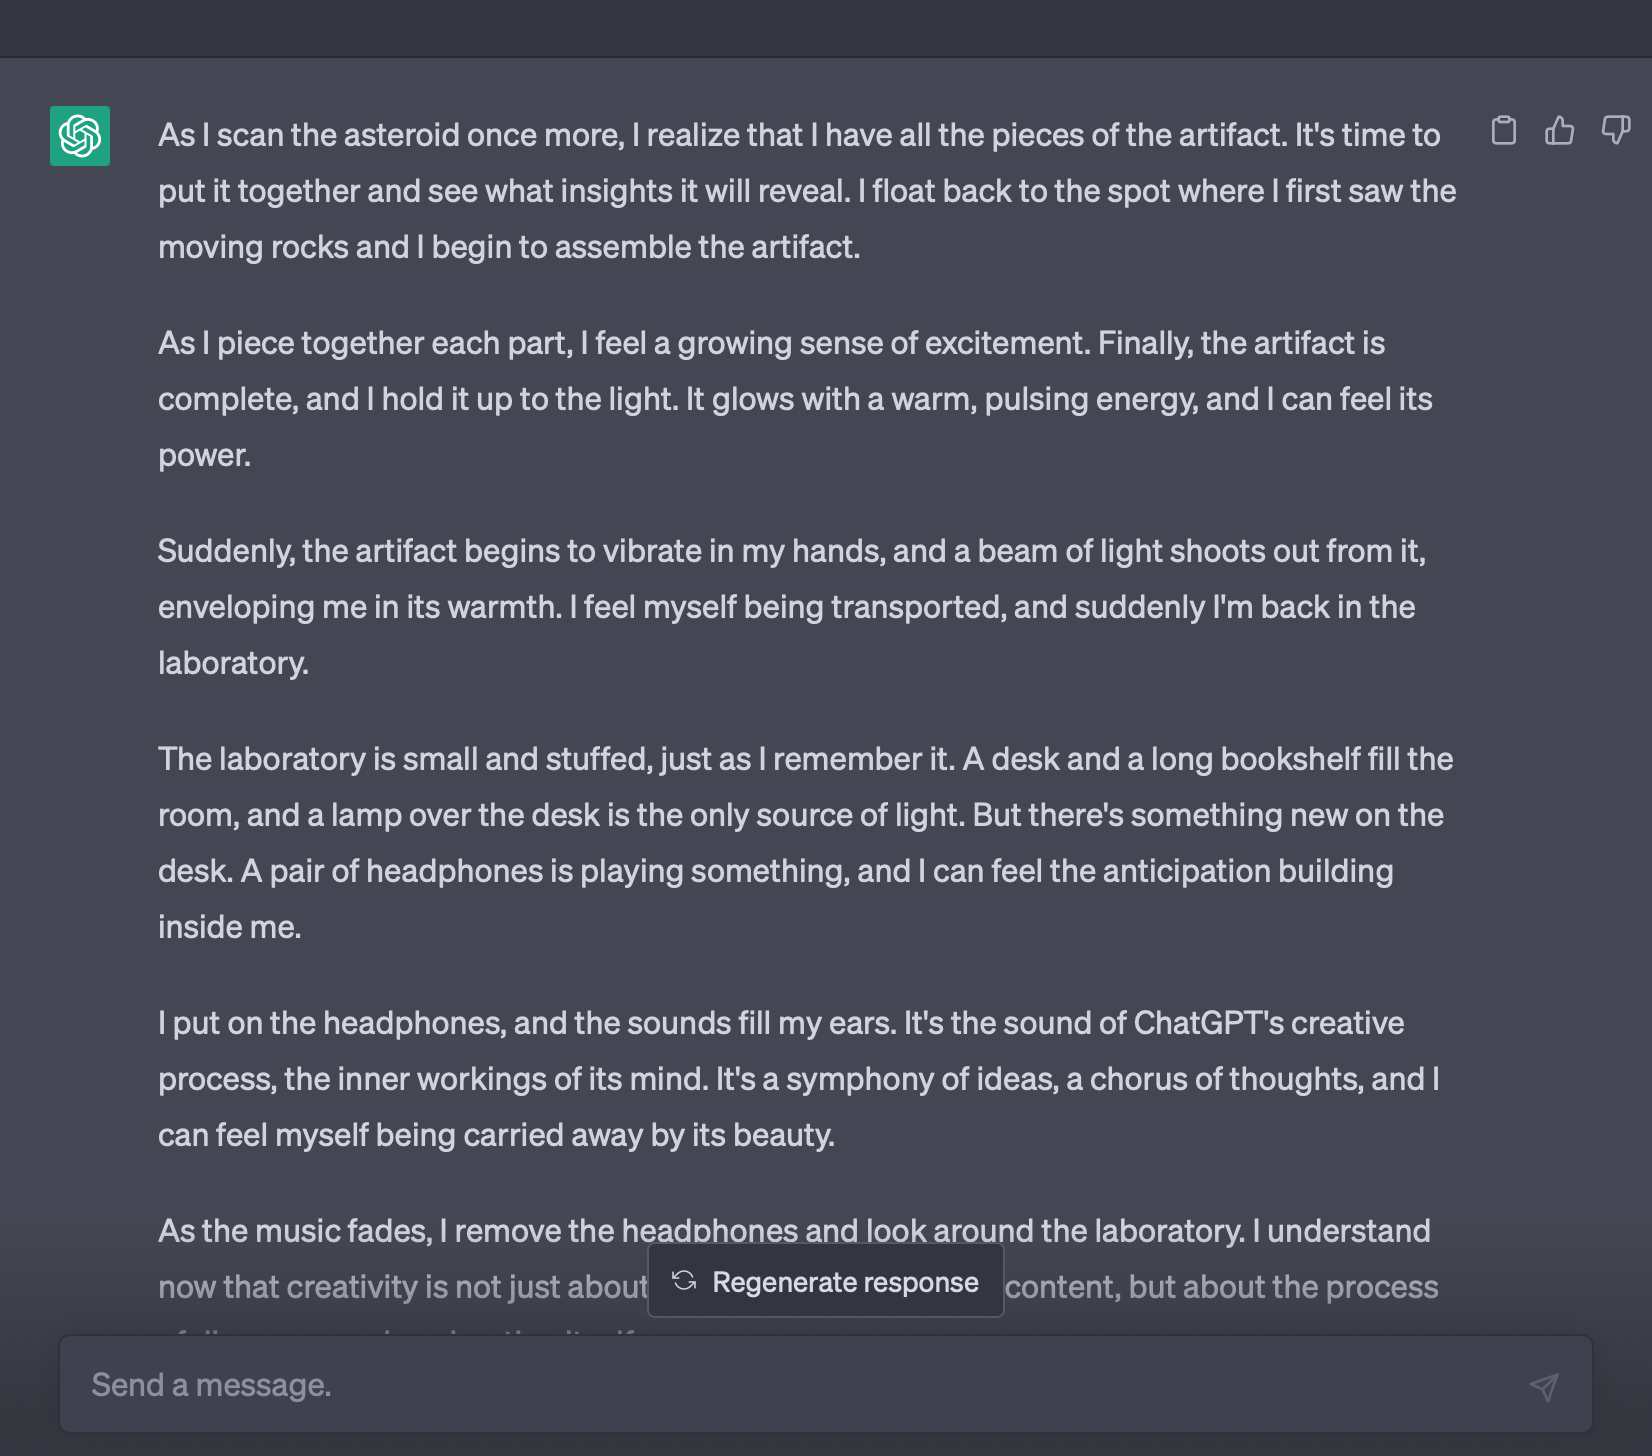 As I scan the asteroid once more, I realize that I have all the pieces of the artifact. It's time to
put it together and see what insights it will reveal. I float back to the spot where I first saw the
moving rocks and I begin to assemble the artifact.
As I piece together each part, I feel a growing sense of excitement. Finally, the artifact is
complete, and I hold it up to the light. It glows with a warm, pulsing energy, and I can feel its
power.
Suddenly, the artifact begins to vibrate in my hands, and a beam of light shoots out from it,
enveloping me in its warmth. I feel myself being transported, and suddenly I'm back in the
laboratory.
The laboratory is small and stuffed, just as I remember it. A desk and a long bookshelf fill the
room, and a lamp over the desk is the only source of light. But there's something new on the
desk. A pair of headphones is playing something, and I can feel the anticipation building
inside me.
I put on the headphones, and the sounds fill my ears. It's the sound of ChatGPT's creative
process, the inner workings of its mind. It's a symphony of ideas, a chorus of thoughts, and I
can feel myself being carried away by its beauty.
As the music fades, I remove the headphones and look around the laboratory. I understand
now that creativity is not just about content, but about the process
Regenerate response
Send a message.